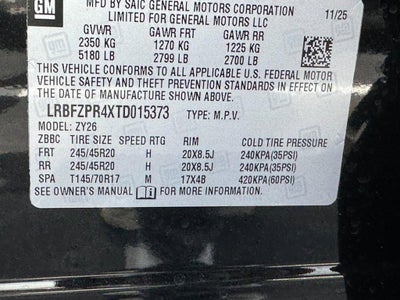 GM
MFD BY SAIC GENERAL MOTORS CORPORATION
LIMITED FOR GENERAL MOTORS LLC
11/25
GVWR GAWR FRT GAWR RR
2350 KG 1270 KG 1225 KG
5180 LB 2799 LB 2700 LB
THIS VEHICLE CONFORMS TO ALL APPLICABLE U.S. FEDERAL MOTOR
VEHICLE SAFETY AND THEFT PREVENTION STANDARDS IN EFFECT ON
THE DATE OF MANUFACTURE SHOWN ABOVE.
LRBFZPR4XTD015373 TYPE: M.P.V.
MODEL: ZY26
ZBBC TIRE SIZE SPEED RTG RIM COLD TIRE PRESSURE
FRT 245/45R20 H 20X8.5J 240KPA(35PSI)
RR 245/45R20 H 20X8.5J 240KPA(35PSI)
SPA T145/70R17 M 17X4B 420KPA(60PSI)
SEE OWNER'S MANUAL FOR MORE INFORMATION.